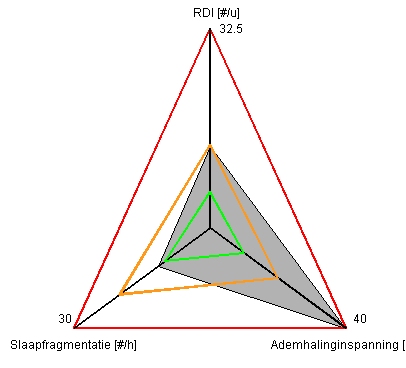 RDI [#/u]
32.5
30
40
Slaapfragmentatie [#/h]
Ademhalinginspanning [